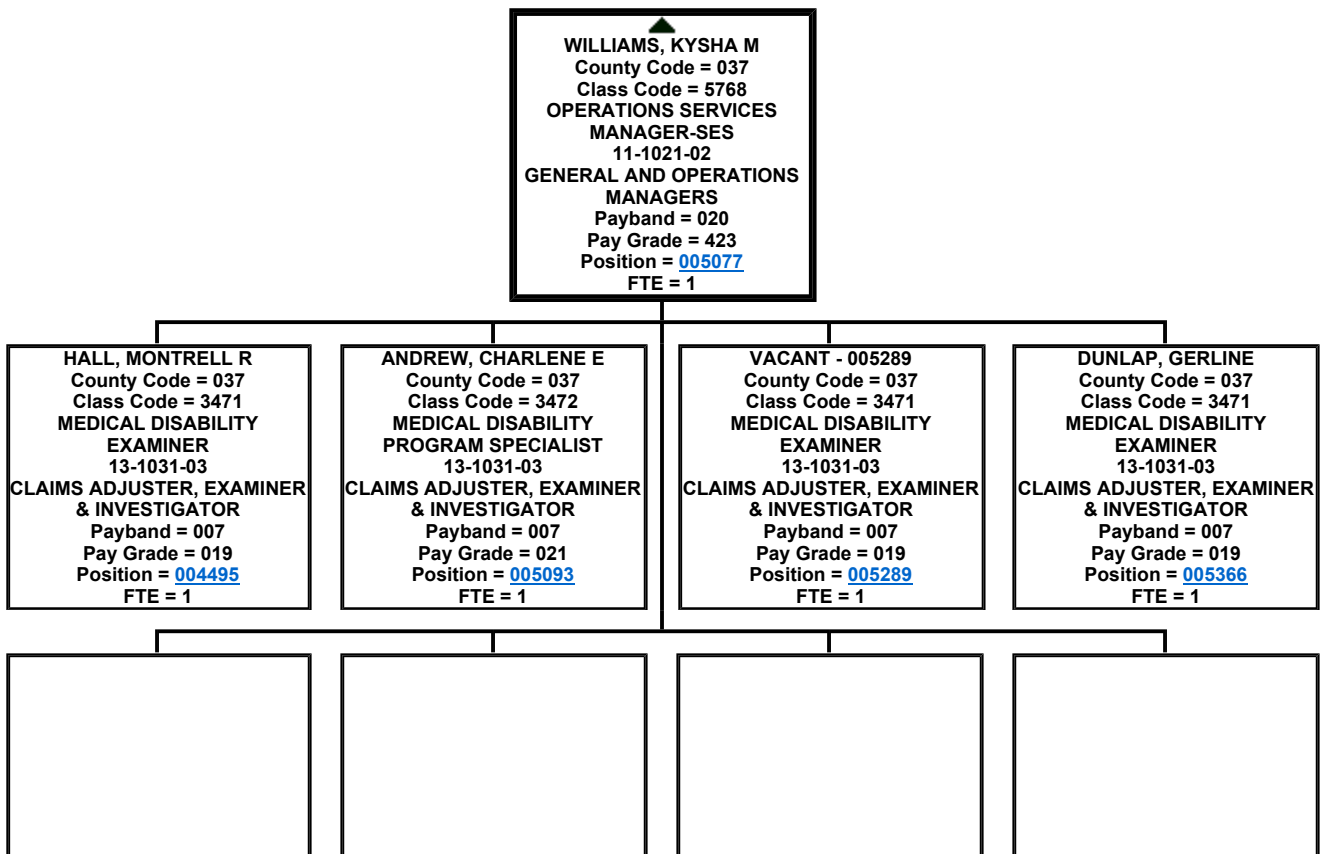 WILLIAMS, KYSHA M
County Code = 037
Class Code = 5768
OPERATIONS SERVICES
MANAGER-SES
11-1021-02
GENERAL AND OPERATIONS
MANAGERS
Payband = 020
Pay Grade = 423
Position = 005077
FTE = 1
HALL, MONTRELL R
County Code = 037
Class Code = 3471
MEDICAL DISABILITY
EXAMINER
13-1031-03
CLAIMS ADJUSTER, EXAMINER
& INVESTIGATOR
Payband = 007
Pay Grade = 019
Position = 004495
FTE = 1
ANDREW, CHARLENE E
County Code = 037
Class Code = 3472
MEDICAL DISABILITY
PROGRAM SPECIALIST
13-1031-03
CLAIMS ADJUSTER, EXAMINER
& INVESTIGATOR
Payband = 007
Pay Grade = 021
Position = 005093
FTE = 1
VACANT - 005289
County Code = 037
Class Code = 3471
MEDICAL DISABILITY
EXAMINER
13-1031-03
CLAIMS ADJUSTER, EXAMINER
& INVESTIGATOR
Payband = 007
Pay Grade = 019
Position = 005289
FTE = 1
DUNLAP, GERLINE
County Code = 037
Class Code = 3471
MEDICAL DISABILITY
EXAMINER
13-1031-03
CLAIMS ADJUSTER, EXAMINER
& INVESTIGATOR
Payband = 007
Pay Grade = 019
Position = 005366
FTE = 1